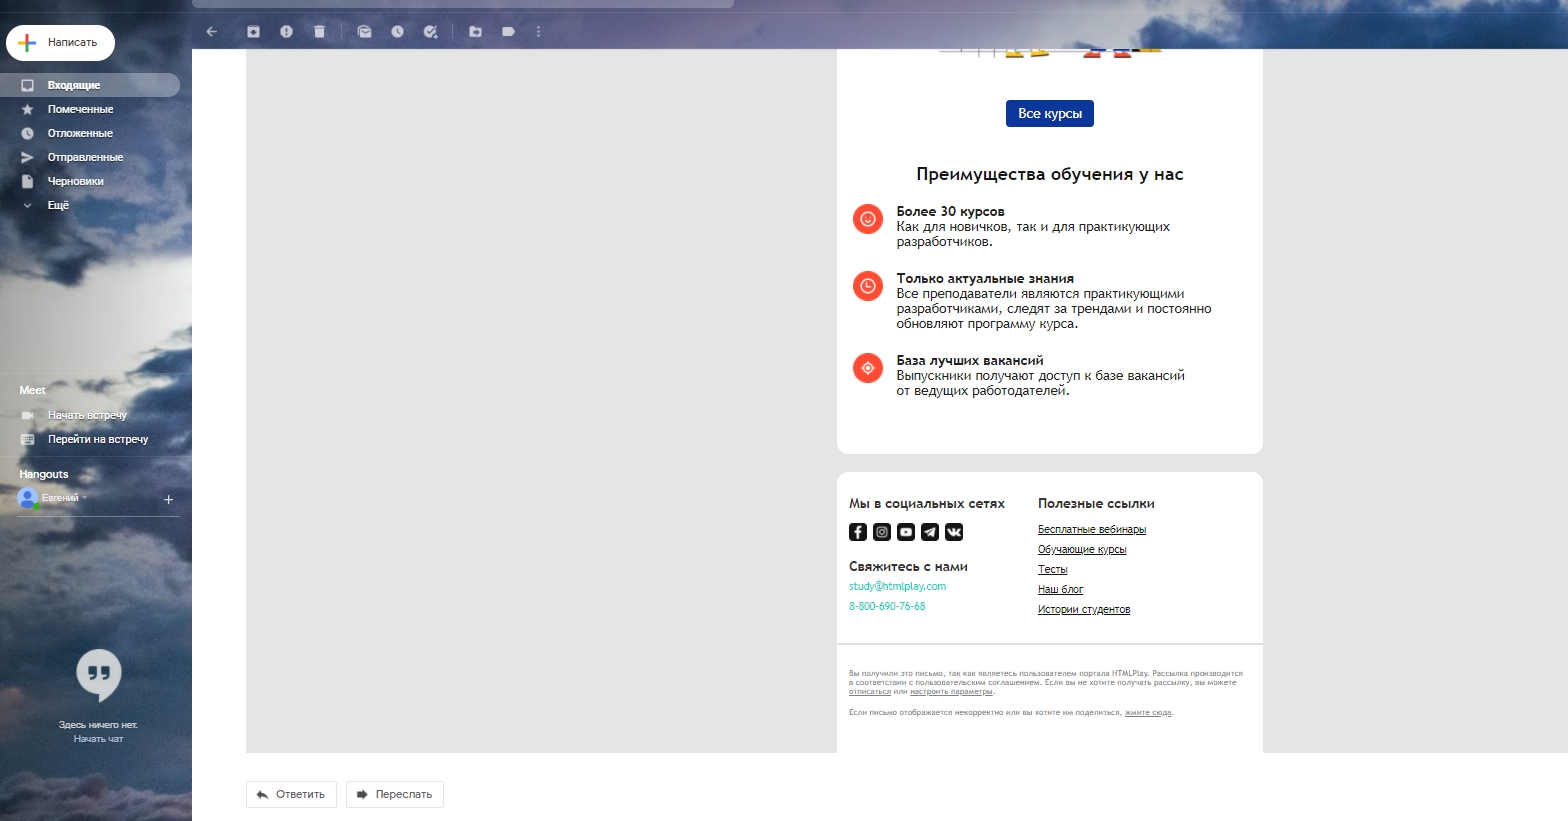 Написать
Входящие
Помеченные
Отложенные
Отправленные
Черновики
Ещё
Meet
Начать встречу
Перейти на встречу
Hangouts
Евгений
Здесь ничего нет.
Начать чат
Все курсы
Преимущества обучения у нас
Более 30 курсов
Как для новичков, так и для практикующих
разработчиков.
Только актуальные знания
Все преподаватели являются практикующими
разработчиками, следят за трендами и постоянно
обновляют программу курса.
База лучших вакансий
Выпускники получают доступ к базе вакансий
от ведущих работодателей.
Мы в социальных сетях
Свяжитесь с нами
study@htmlplay.com
8-800-690-76-68
Полезные ссылки
Бесплатные вебинары
Обучающие курсы
Тесты
Наш блог
Истории студентов
Вы получили это письмо, так как являетесь пользователем портала HTMLPlay. Рассылка производится
в соответствии с пользовательским соглашением. Если вы не хотите получать рассылку, вы можете
отписаться или настроить параметры.
Если письмо отображается некорректно или вы хотите им поделиться, жмите сюда.
Ответить
Переслать